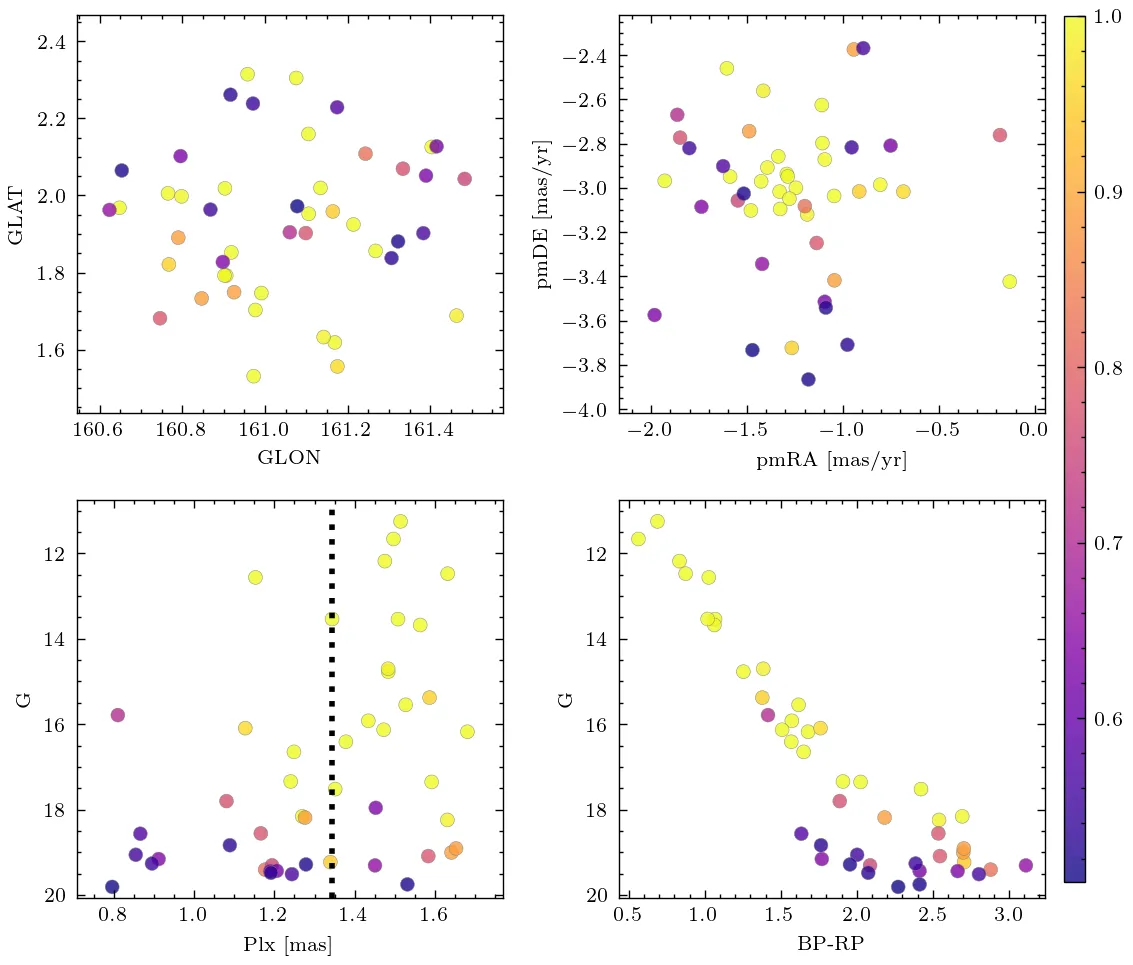 2.4
2.2
2.0
1.8
1.6
GLAT
160.6 160.8 161.0 161.2 161.4
GLON
−2.4
−2.6
−2.8
−3.0
−3.2
−3.4
−3.6
−3.8
−4.0
pmDE [mas/yr]
−2.0 −1.5 −1.0 −0.5 0.0
pmRA [mas/yr]
12
14
16
18
20
G
0.8 1.0 1.2 1.4 1.6
Plx [mas]
12
14
16
18
20
G
0.5 1.0 1.5 2.0 2.5 3.0
BP-RP
1.0
0.9
0.8
0.7
0.6